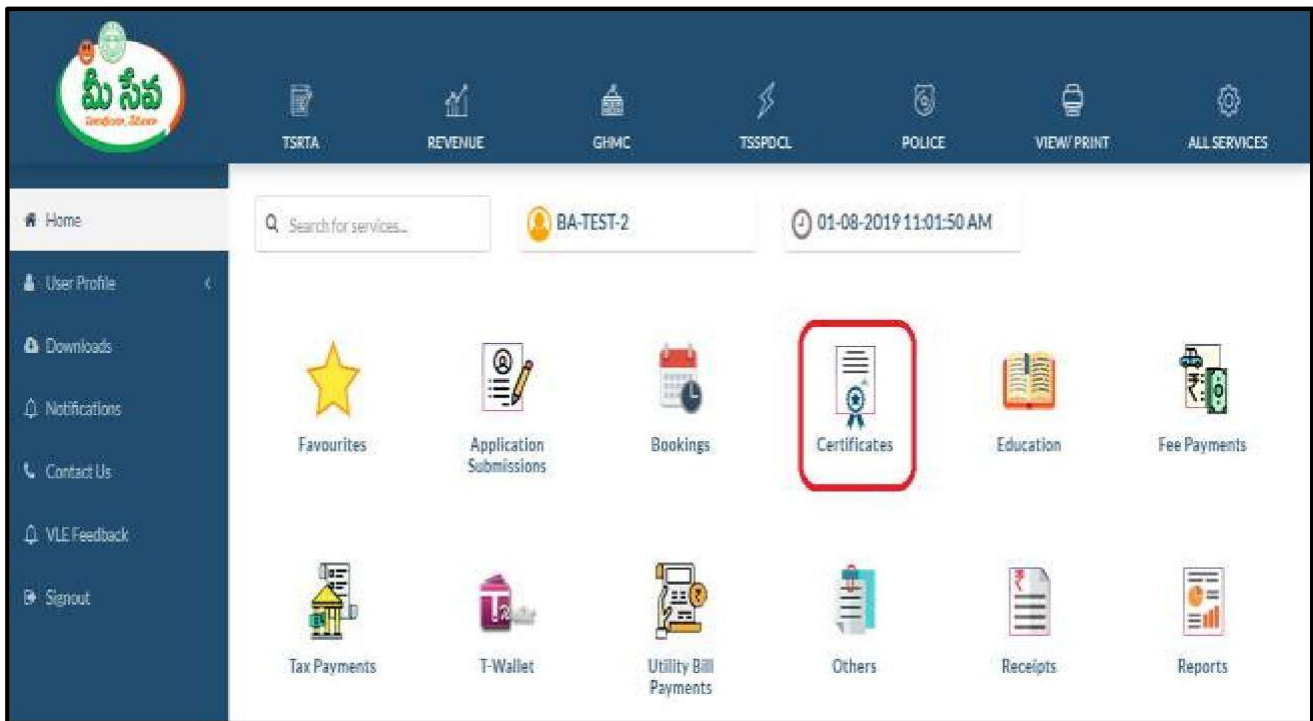 మీ సేవ
TSRTA
REVENUE
GHMC
TSSPDCL
POLICE
VIEW/ PRINT
ALL SERVICES
Home
Search for services...
BA-TEST-2
01-08-2019 11:01:50 AM
User Profile
Downloads
Notifications
Contact Us
VLE Feedback
Signout
Favourites
Application
Submissions
Bookings
Certificates
Education
Fee Payments
Tax Payments
T-Wallet
Utility Bill
Payments
Others
Receipts
Reports